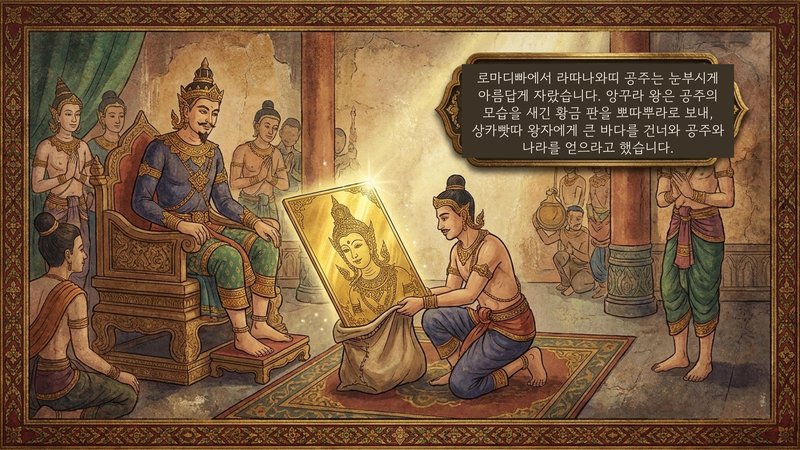 로마디빠에서 라따나와띠 공주는 눈부시게
아름답게 자랐습니다. 앙꾸라 왕은 공주의
모습을 새긴 황금 판을 뽀따뿌라로 보내,
상카빳따 왕자에게 큰 바다를 건너와 공주와
나라를 얻으라고 했습니다.